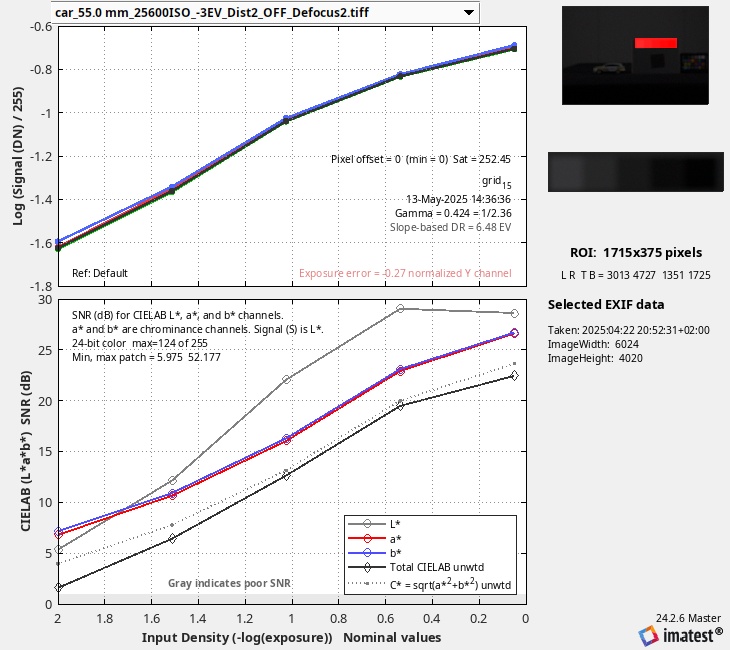 car_55.0 mm_25600ISO_-3EV_Dist2_OFF_Defocus2.tiff
-0.6
-0.8
-1
-1.2
-1.4
-1.6
-1.8
Log (Signal (DN) / 255)
Pixel offset = 0 (min = 0) Sat = 252.45
grid15
13-May-2025 14:36:36
Gamma = 0.424 = 1/2.36
Slope-based DR = 6.48 EV
Ref: Default
Exposure error = -0.27 normalized Y channel
30
25
20
15
10
5
0
CIELAB (L*a*b*) SNR (dB)
SNR (dB) for CIELAB L*, a*, and b* channels.
a* and b* are chrominance channels. Signal (S) is L*.
24-bit color max=124 of 255
Min, max patch = 5.975 52.177
Gray indicates poor SNR
L*
a*
b*
Total CIELAB unwtd
C* = sqrt(a*2+b*2) unwtd
2 1.8 1.6 1.4 1.2 1 0.8 0.6 0.4 0.2 0
Input Density (-log(exposure)) Nominal values
ROI: 1715x375 pixels
L R T B = 3013 4727 1351 1725
Selected EXIF data
Taken: 2025:04:22 20:52:31+02:00
ImageWidth: 6024
ImageHeight: 4020
24.2.6 Master
imatest®